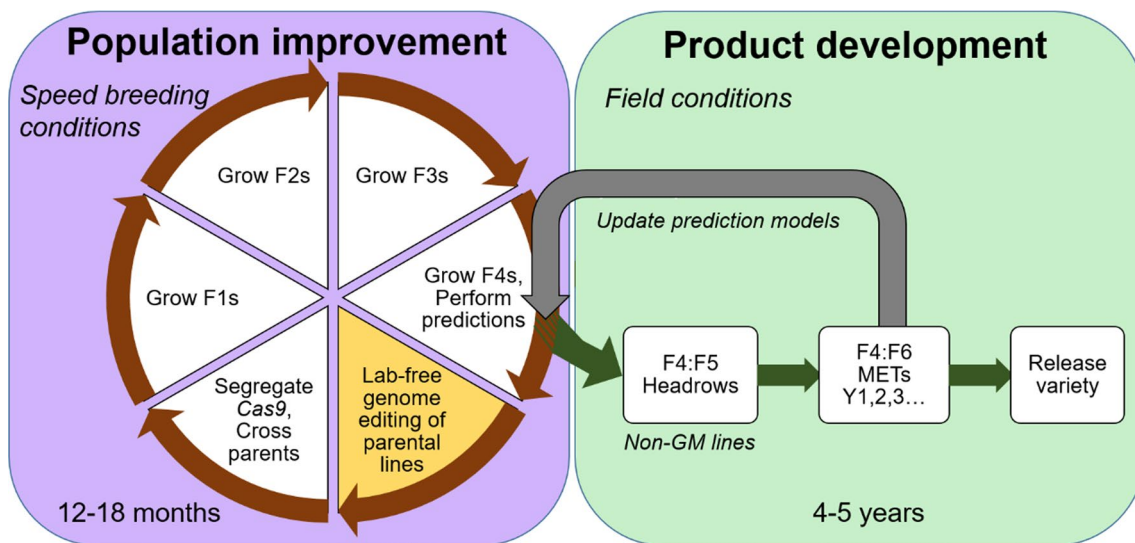 Population improvement
Speed breeding
conditions
Grow F2s
Grow F3s
Grow F1s
Grow F4s,
Perform
predictions
Segregate
Cas9,
Cross
parents
Lab-free
genome
editing of
parental
lines
12-18 months
Product development
Field conditions
Update prediction models
F4:F5
Headrows
F4:F6
METs
Y1,2,3...
Release
variety
Non-GM lines
4-5 years